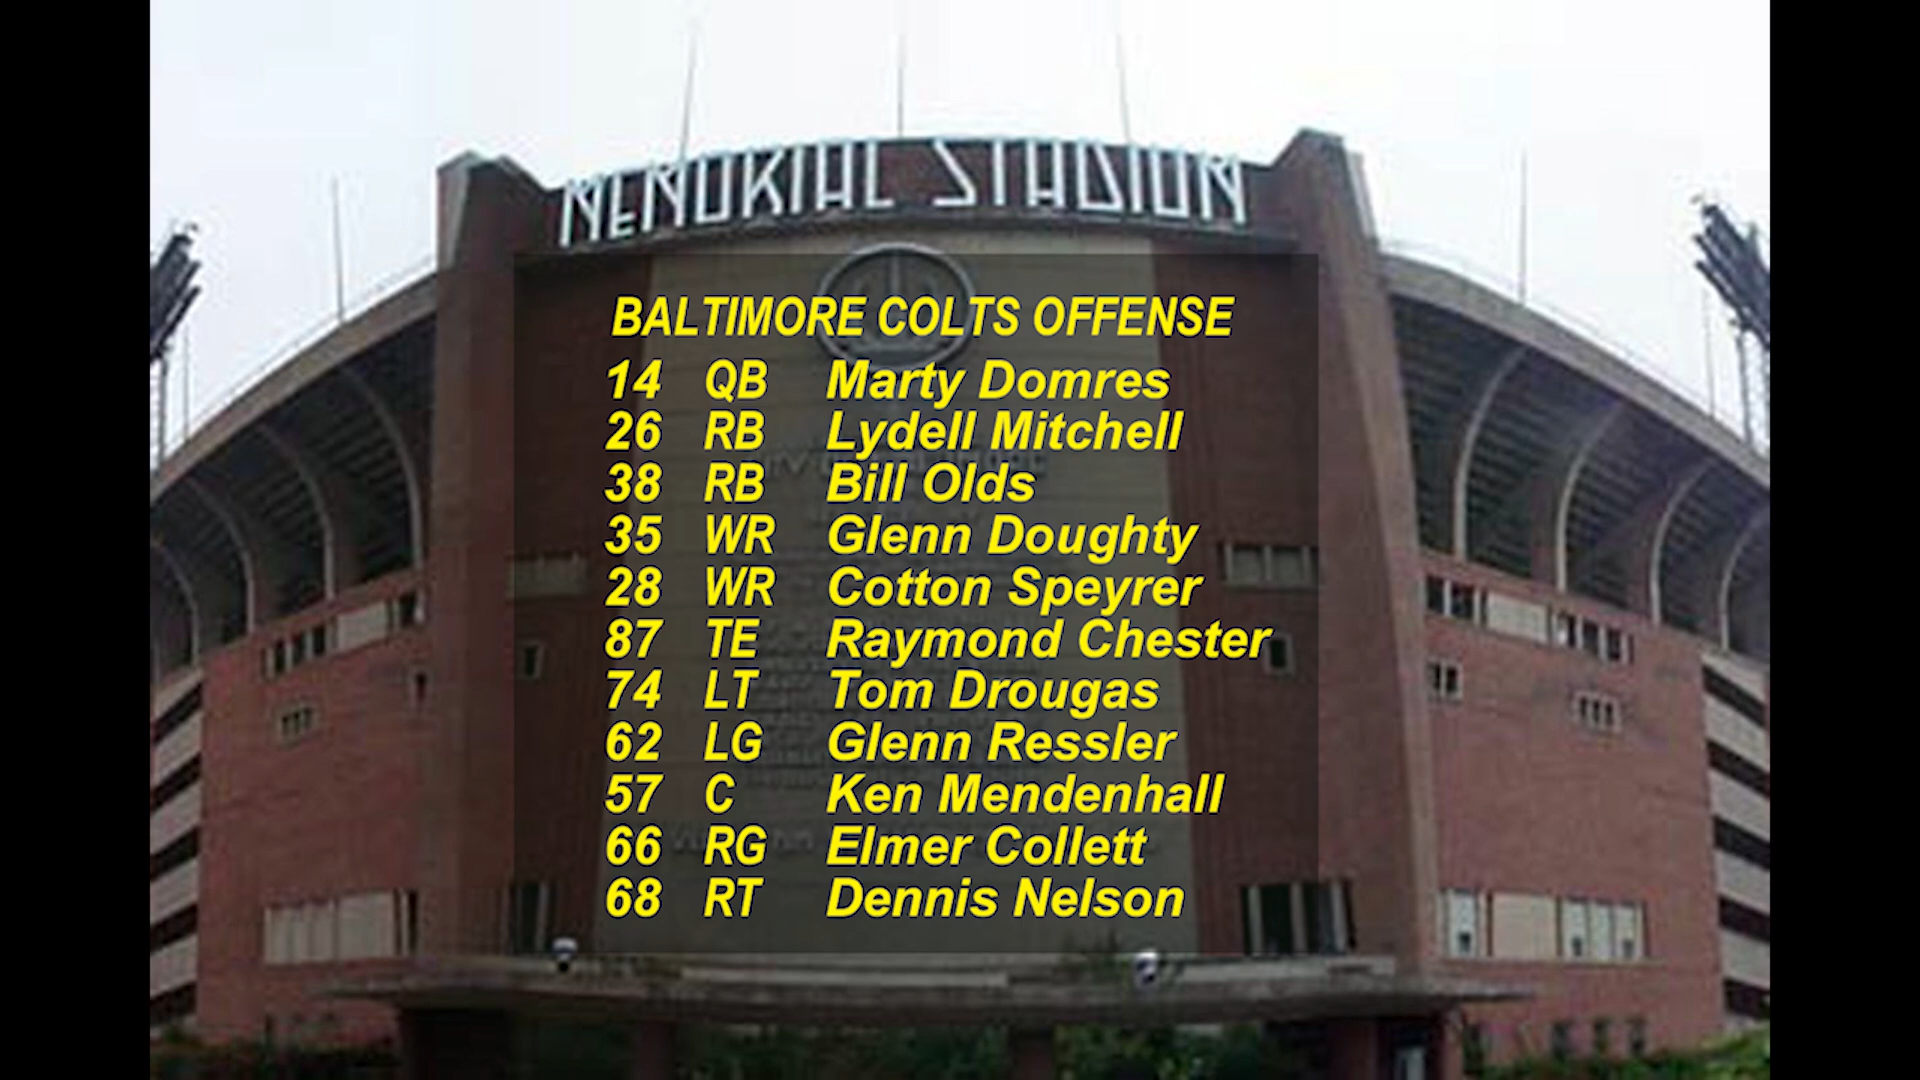 MEMORIAL STADIUM
BALTIMORE COLTS OFFENSE
14 QB Marty Domres
26 RB Lydell Mitchell
38 RB Bill Olds
35 WR Glenn Doughty
28 WR Cotton Speyrer
87 TE Raymond Chester
74 LT Tom Drougas
62 LG Glenn Ressler
57 C Ken Mendenhall
66 RG Elmer Collett
68 RT Dennis Nelson